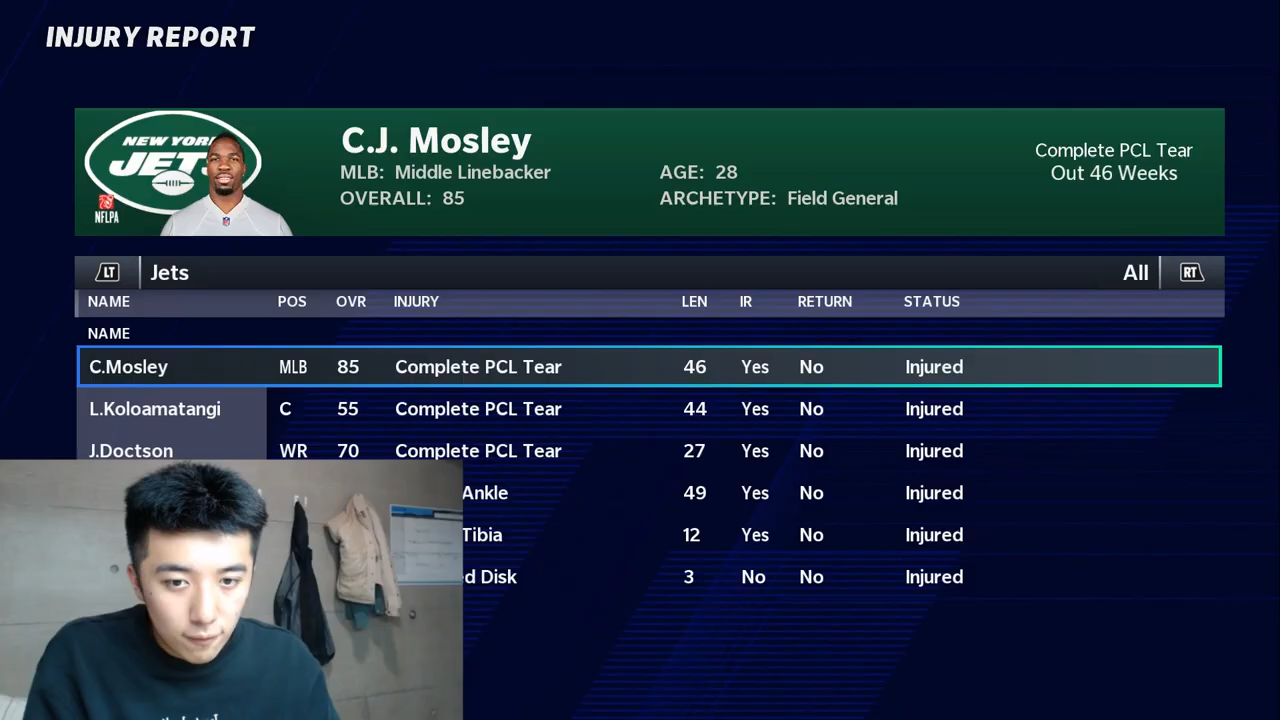 INJURY REPORT
NEW YORK
JETS
NFLPA
C.J. Mosley
MLB: Middle Linebacker
AGE: 28
OVERALL: 85
ARCHETYPE: Field General
Complete PCL Tear
Out 46 Weeks
LT Jets All RT
NAME POS OVR INJURY LEN IR RETURN STATUS
NAME
C.Mosley MLB 85 Complete PCL Tear 46 Yes No Injured
L.Koloamatangi C 55 Complete PCL Tear 44 Yes No Injured
J.Doctson WR 70 Complete PCL Tear 27 Yes No Injured
Ankle 49 Yes No Injured
Tibia 12 Yes No Injured
d Disk 3 No No Injured